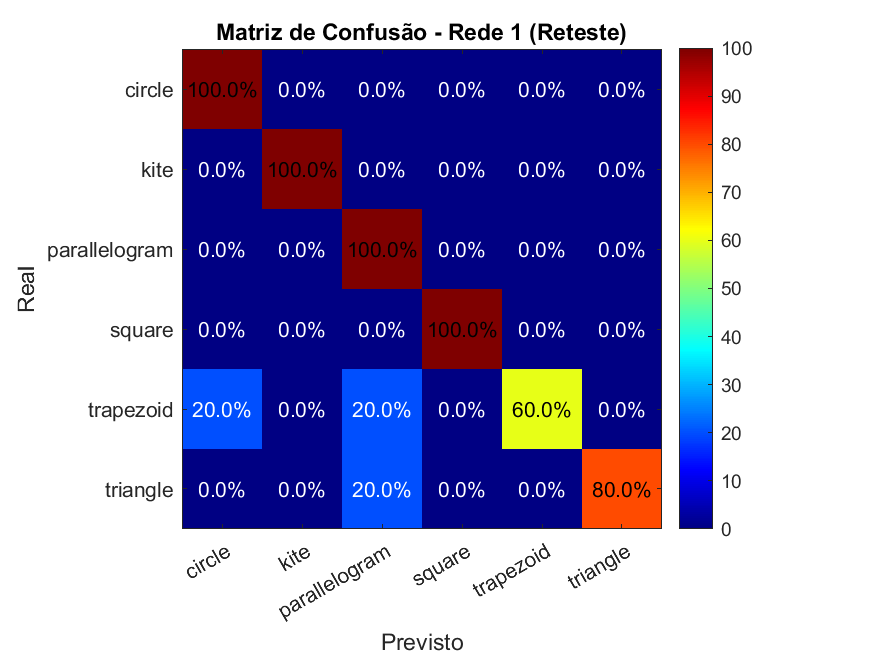 Matriz de Confusão - Rede 1 (Reteste)
circle 100.0% 0.0% 0.0% 0.0% 0.0% 0.0%
kite 0.0% 100.0% 0.0% 0.0% 0.0% 0.0%
parallelogram 0.0% 0.0% 100.0% 0.0% 0.0% 0.0%
square 0.0% 0.0% 0.0% 100.0% 0.0% 0.0%
trapezoid 20.0% 0.0% 20.0% 0.0% 60.0% 0.0%
triangle 0.0% 0.0% 20.0% 0.0% 0.0% 80.0%
Real
circle kite parallelogram square trapezoid triangle
Previsto
100
90
80
70
60
50
40
30
20
10
0